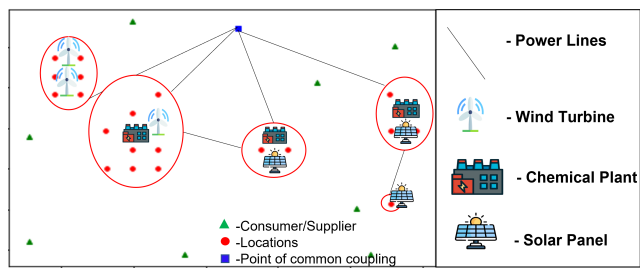 ▲ -Consumer/Supplier
● -Locations
■ -Point of common coupling
- Power Lines
- Wind Turbine
- Chemical Plant
- Solar Panel